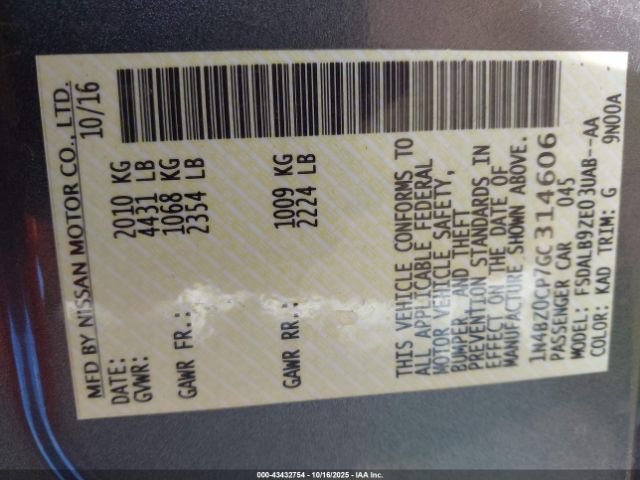 MFD BY NISSAN MOTOR CO., LTD.
DATE: 10/16
GVWR: 2010 KG
4431 LB
GAWR FR.: 1068 KG
2354 LB
GAWR RR.: 1009 KG
2224 LB
THIS VEHICLE CONFORMS TO
ALL APPLICABLE FEDERAL
MOTOR VEHICLE SAFETY,
BUMPER, AND THEFT
PREVENTION STANDARDS IN
EFFECT ON THE DATE OF
MANUFACTURE SHOWN ABOVE.
1N4BZ0CP7GC314606
PASSENGER CAR 045
MODEL: FSDALB9ZE03UAB--AA
COLOR: KAD TRIM: G 9N00A
000-43432754 - 10/16/2025 - IAA Inc.